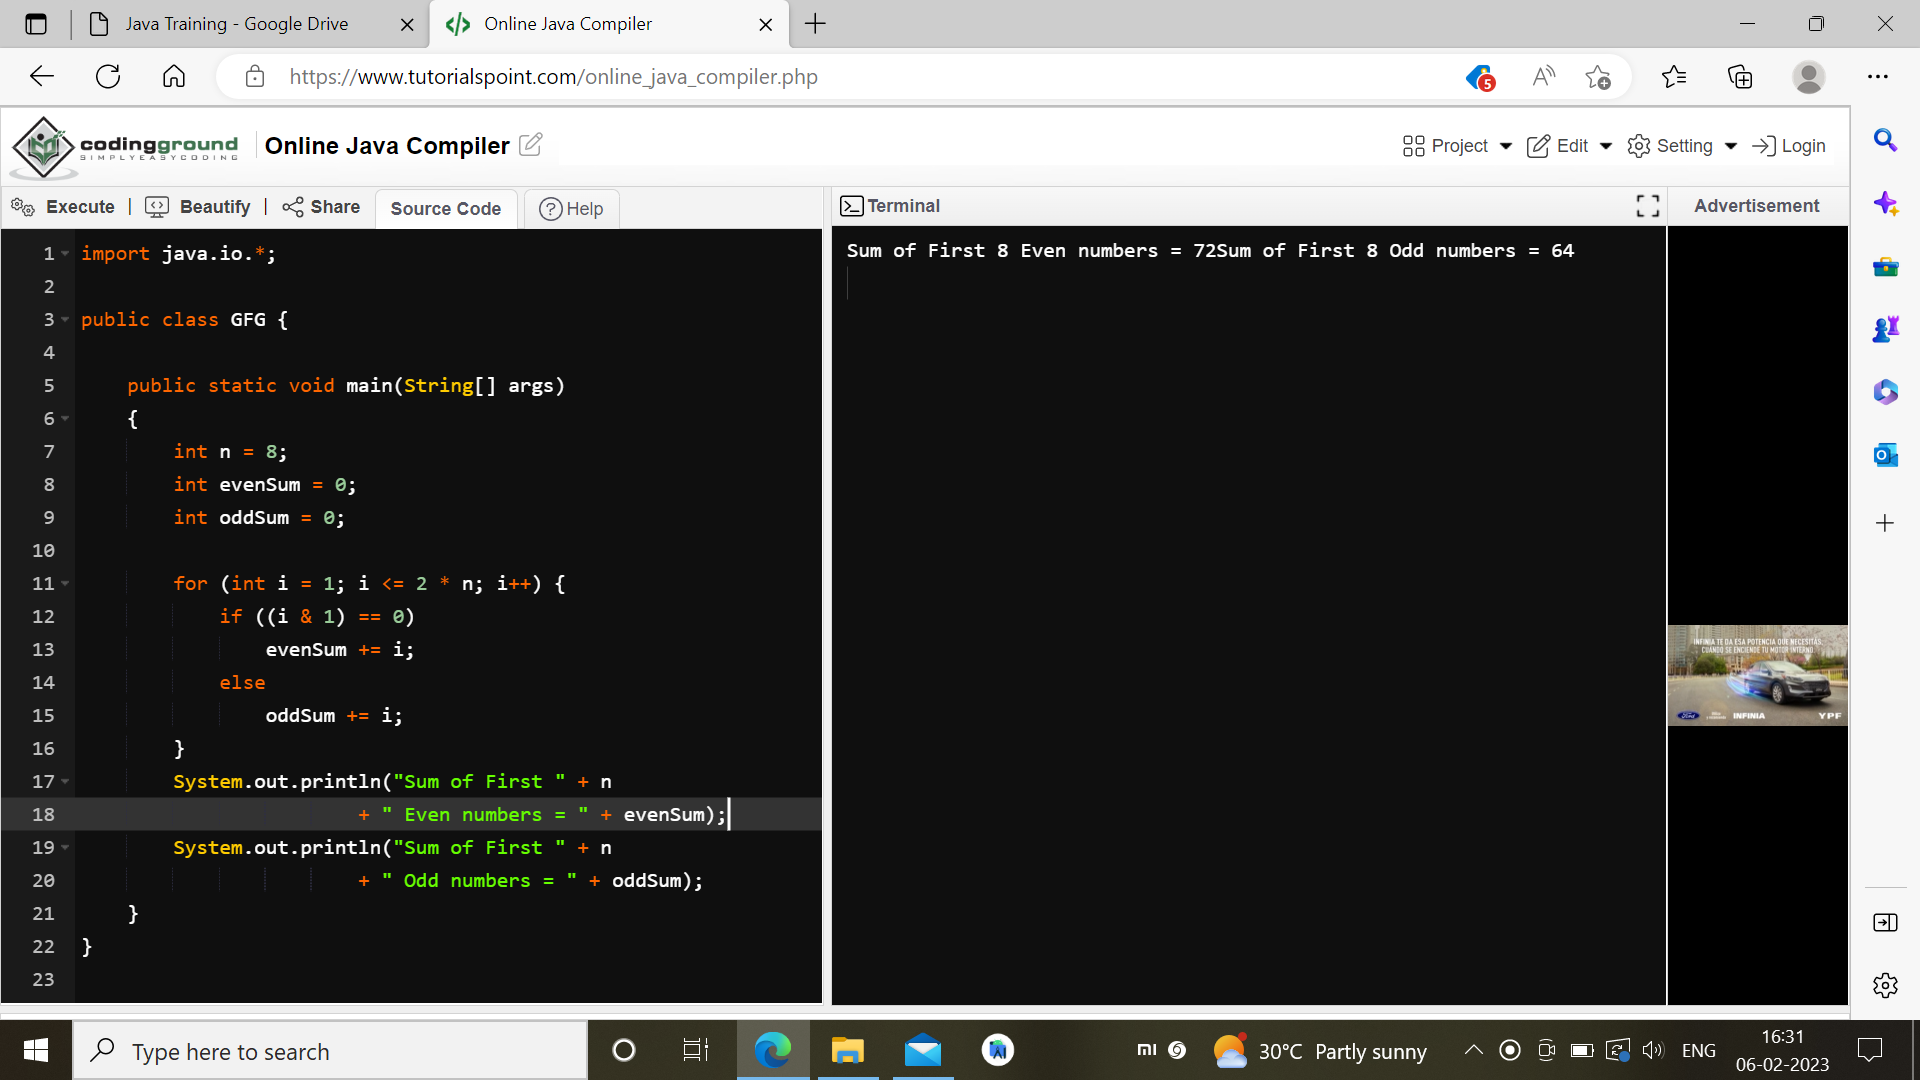 Java Training - Google Drive
Online Java Compiler
https://www.tutorialspoint.com/online_java_compiler.php
5
codingground
SIMPLYEASYCODING
Online Java Compiler
Project
Edit
Setting
Login
Execute
Beautify
Share
Source Code
Help
Terminal
Advertisement
1 import java.io.*;
2
3 public class GFG {
4
5 public static void main(String[] args)
6 {
7 int n = 8;
8 int evenSum = 0;
9 int oddSum = 0;
10
11 for (int i = 1; i <= 2 * n; i++) {
12 if ((i & 1) == 0)
13 evenSum += i;
14 else
15 oddSum += i;
16 }
17 System.out.println("Sum of First " + n
18 + " Even numbers = " + evenSum);
19 System.out.println("Sum of First " + n
20 + " Odd numbers = " + oddSum);
21 }
22 }
23
Sum of First 8 Even numbers = 72Sum of First 8 Odd numbers = 64
INFINIA TE DA ESA POTENCIA QUE NECESITÁS
CUANDO SE ENCIENDE TU MOTOR INTERNO
Ford
INFINIA
YPF
Type here to search
30°C Partly sunny
ENG
16:31
06-02-2023